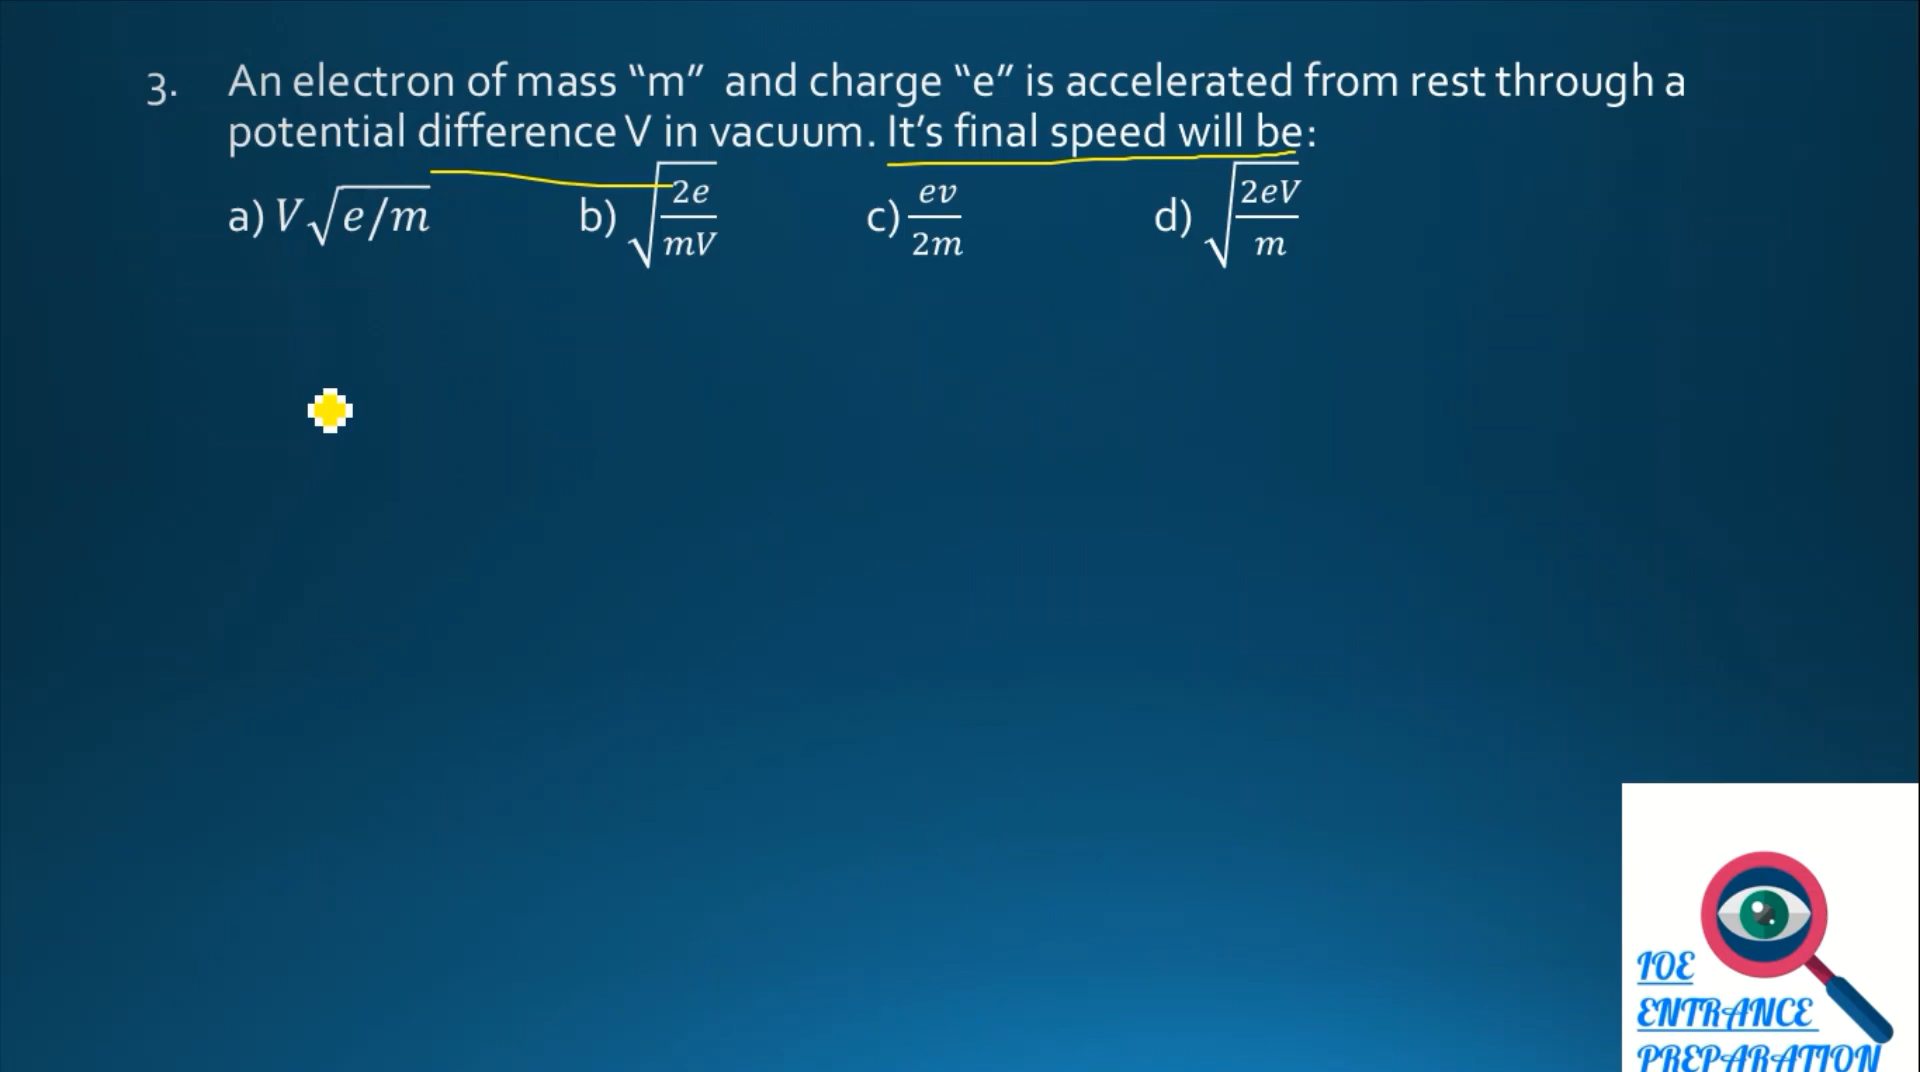 3. An electron of mass “m” and charge “e” is accelerated from rest through a
potential difference V in vacuum. It’s final speed will be:
a) V√(e/m) b) √(2e/mV) c) ev/2m d) √(2eV/m)
IOE
ENTRANCE
PREPARATION